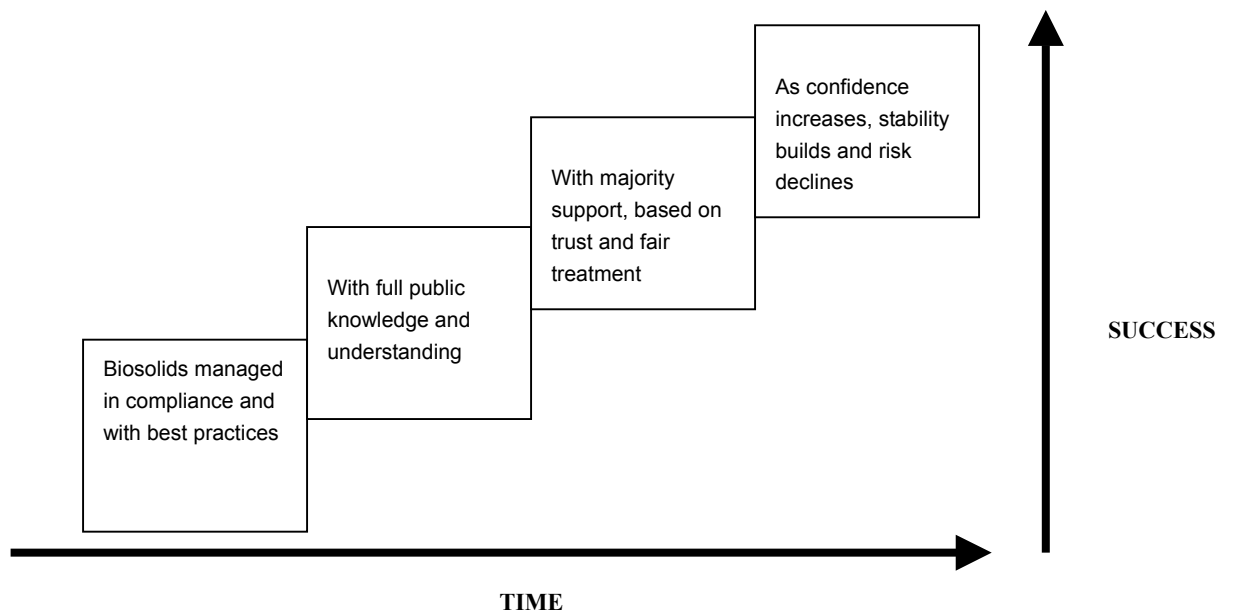 Biosolids managed
in compliance and
with best practices
With full public
knowledge and
understanding
With majority
support, based on
trust and fair
treatment
As confidence
increases, stability
builds and risk
declines
SUCCESS
TIME